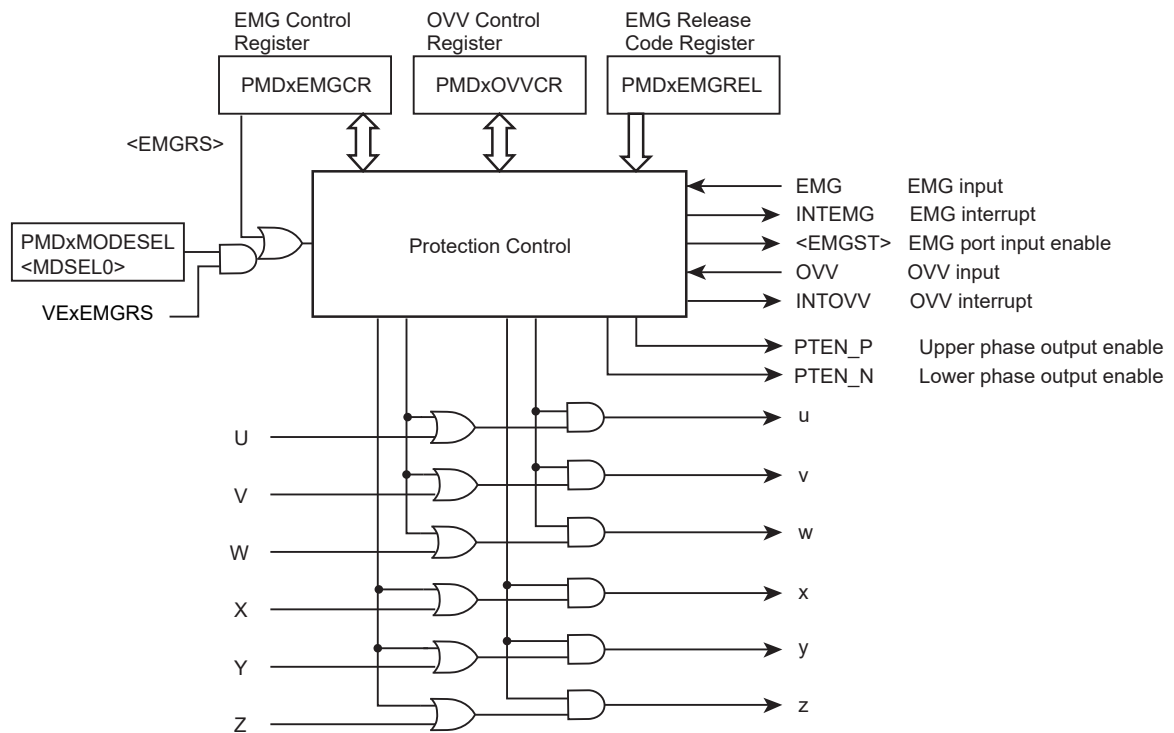 EMG Control
Register
OVV Control
Register
EMG Release
Code Register
PMDxEMGCR
PMDxOVVCR
PMDxEMGREL
<EMGRS>
PMDxMODESEL
<MDSEL0>
VExEMGRS
Protection Control
EMG EMG input
INTEMG EMG interrupt
<EMGST> EMG port input enable
OVV OVV input
INTOVV OVV interrupt
PTEN_P Upper phase output enable
PTEN_N Lower phase output enable
U
u
V
v
W
w
X
x
Y
y
Z
z